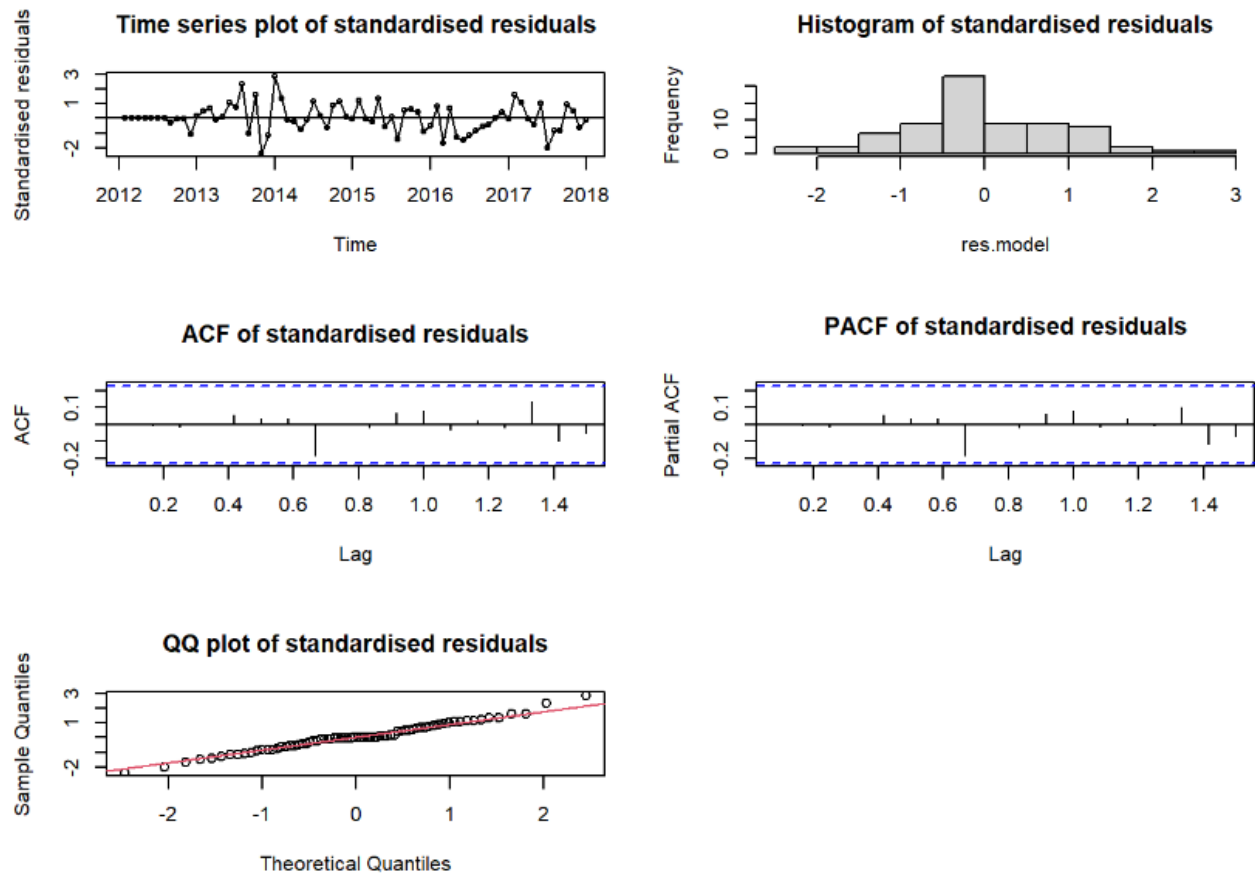 Time series plot of standardised residuals
Standardised residuals
3
1
-2
2012 2013 2014 2015 2016 2017 2018
Time
Histogram of standardised residuals
Frequency
10
0
-2 -1 0 1 2 3
res.model
ACF of standardised residuals
ACF
0.1
-0.2
0.2 0.4 0.6 0.8 1.0 1.2 1.4
Lag
PACF of standardised residuals
Partial ACF
0.1
-0.2
0.2 0.4 0.6 0.8 1.0 1.2 1.4
Lag
QQ plot of standardised residuals
Sample Quantiles
3
1
-2
-2 -1 0 1 2
Theoretical Quantiles